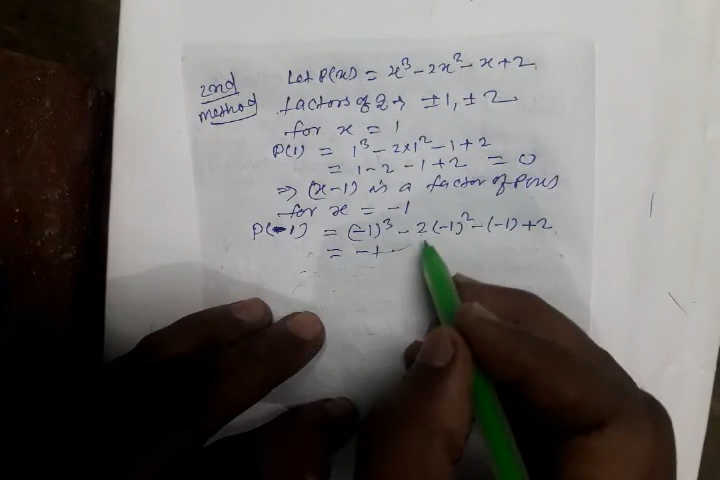 2nd method
Let P(x) = x³ - 2x² - x + 2
factors of 2 are ±1, ±2
for x = 1
P(1) = 1³ - 2×1² - 1 + 2
= 1 - 2 - 1 + 2 = 0
⇒ (x-1) is a factor of P(x)
for x = -1
P(-1) = (-1)³ - 2(-1)² - (-1) + 2
= -1